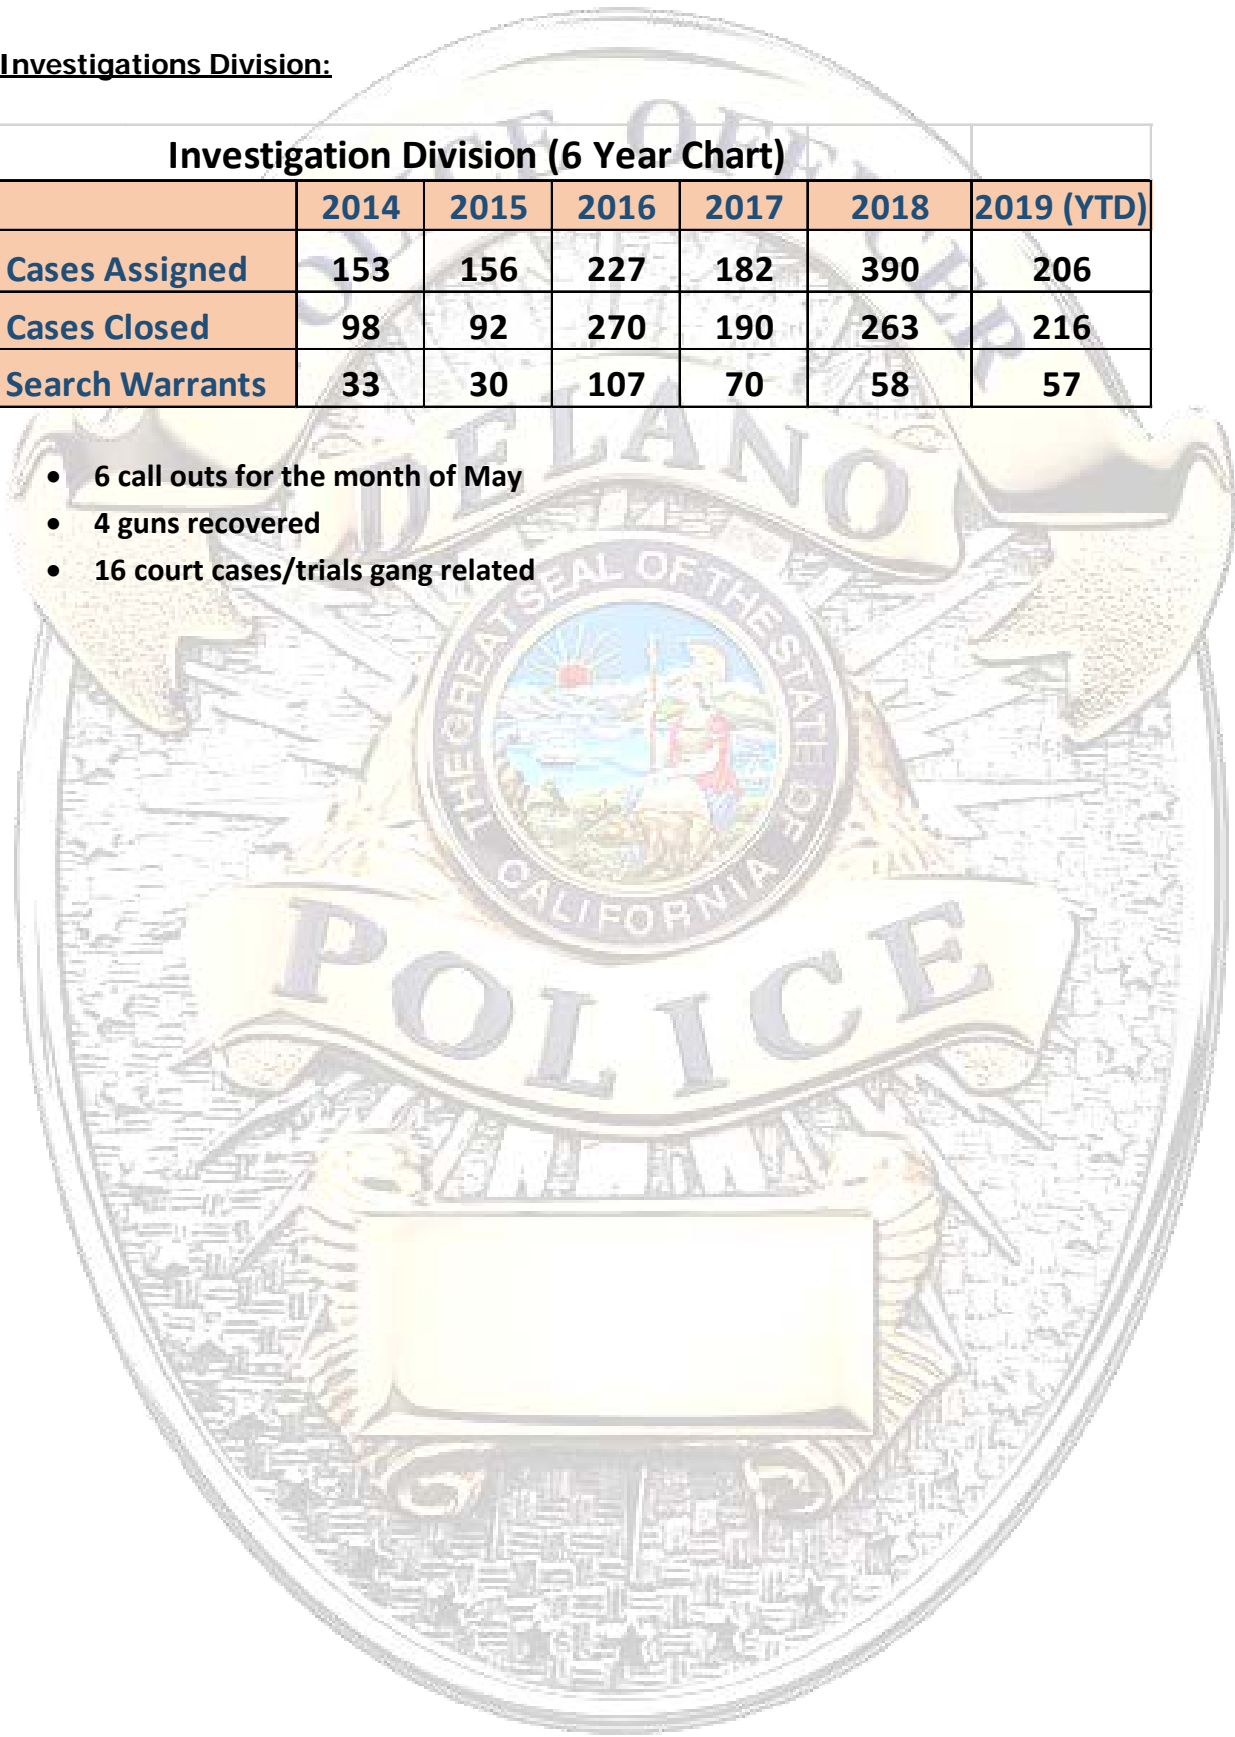 Investigations Division:
Investigation Division (6 Year Chart)
2014 2015 2016 2017 2018 2019 (YTD)
Cases Assigned 153 156 227 182 390 206
Cases Closed 98 92 270 190 263 216
Search Warrants 33 30 107 70 58 57
• 6 call outs for the month of May
• 4 guns recovered
• 16 court cases/trials gang related
POLICE OFFICER
DELANO
THE GREAT SEAL OF THE STATE OF CALIFORNIA
POLICE